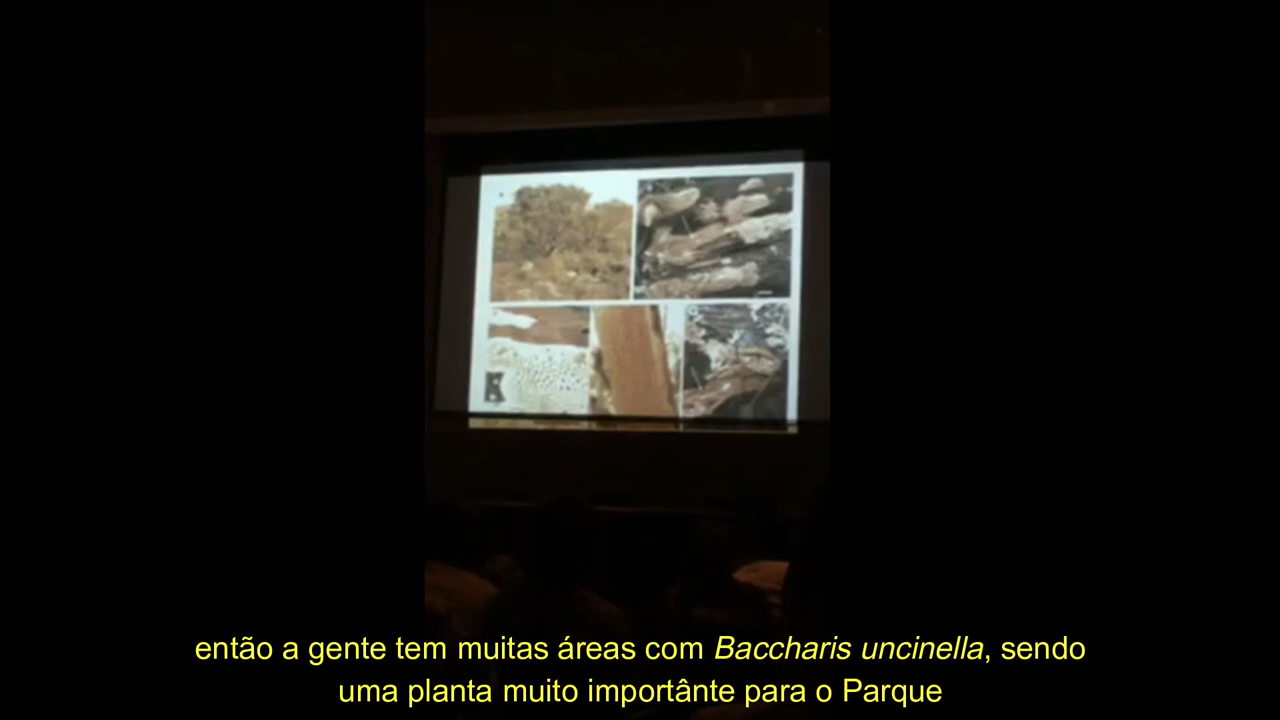 então a gente tem muitas áreas com Baccharis uncinella, sendo
uma planta muito importânte para o Parque